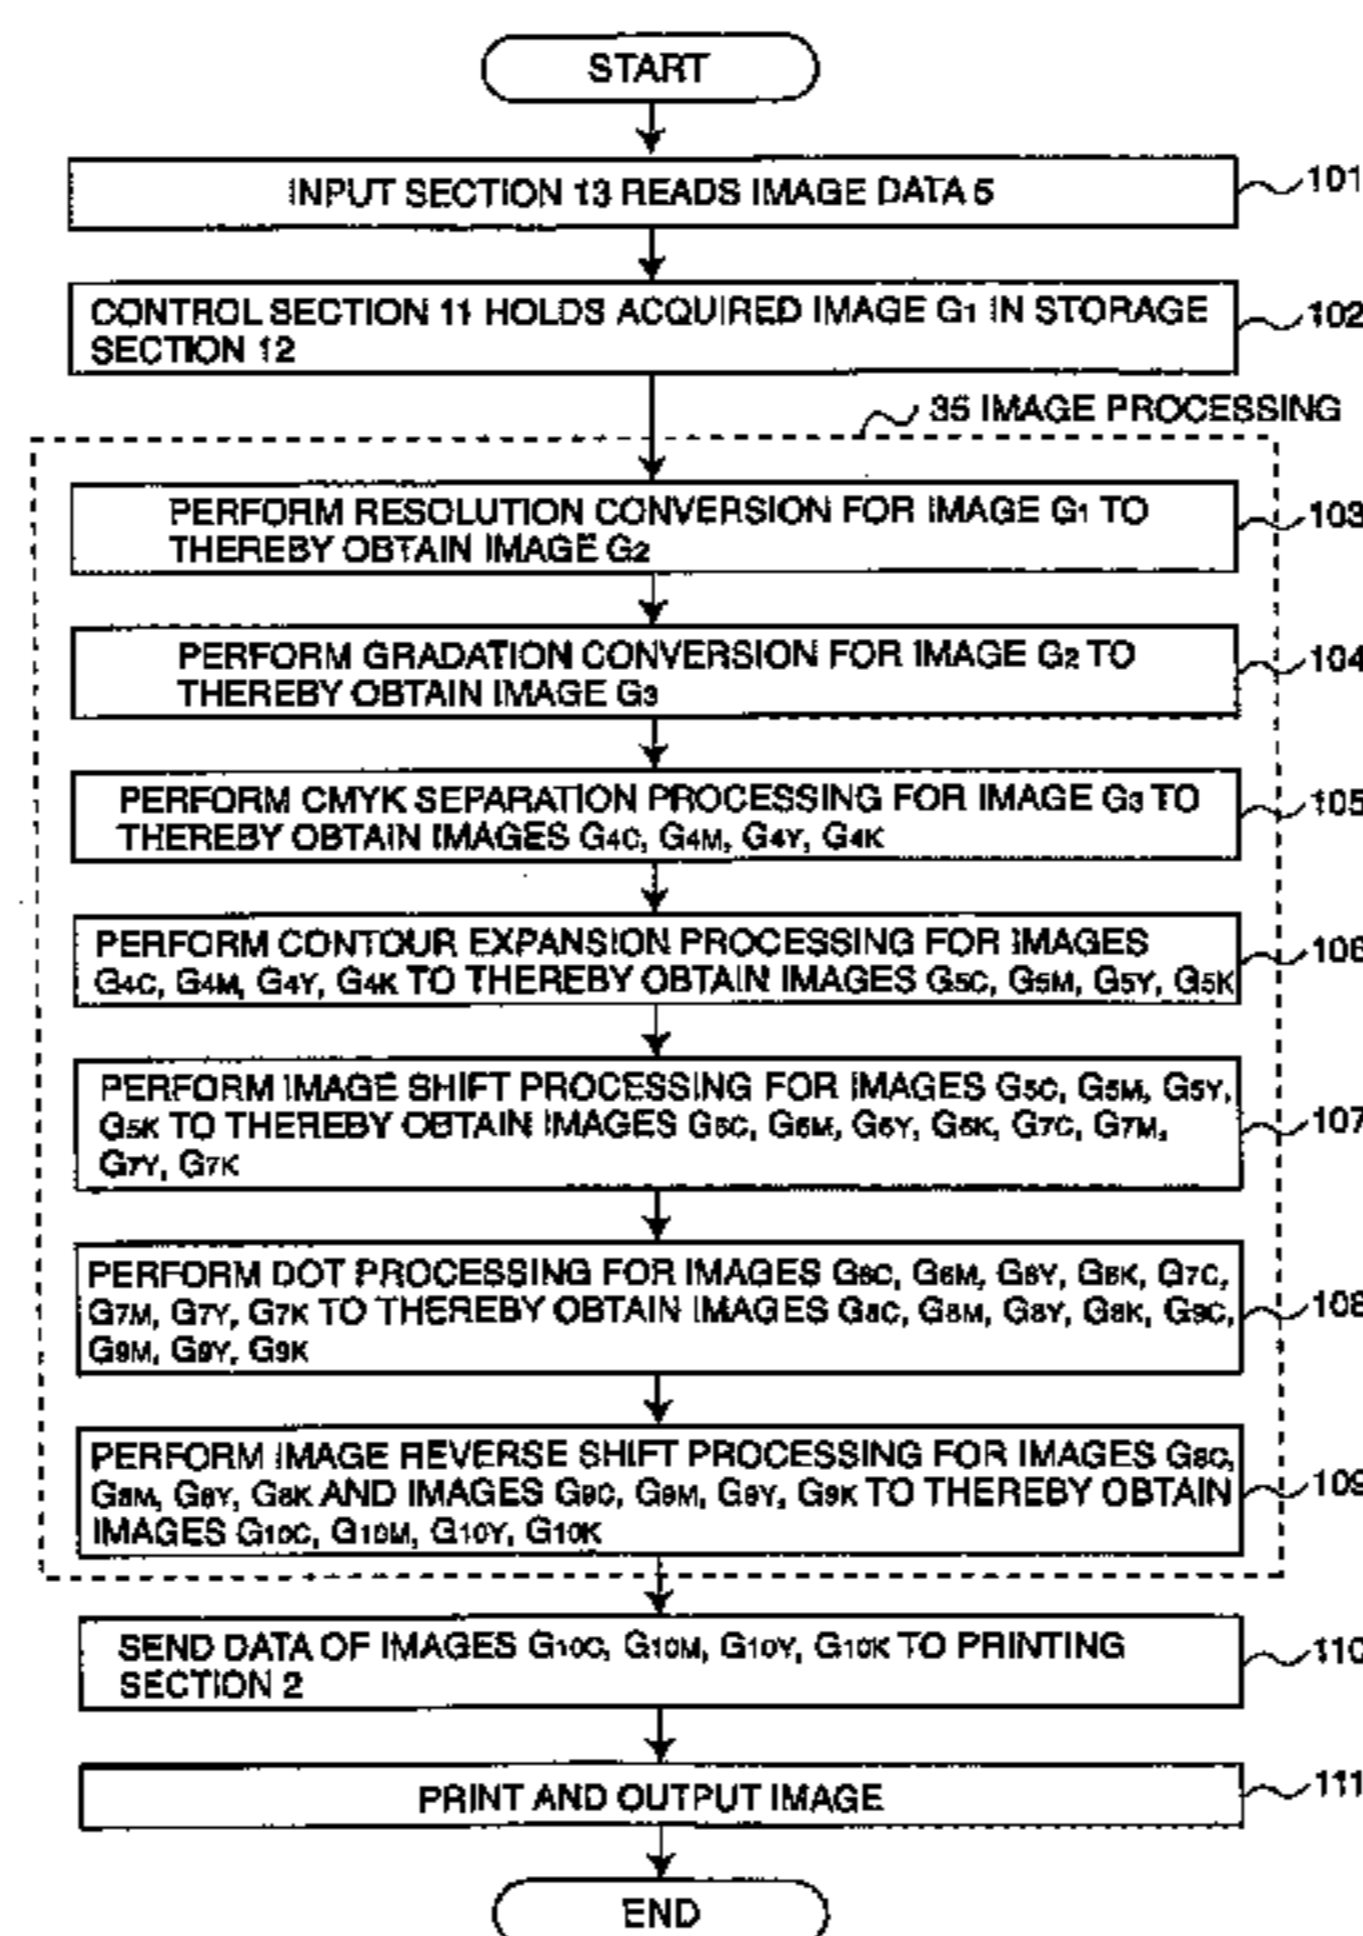 START
INPUT SECTION 13 READS IMAGE DATA 5
101
CONTROL SECTION 11 HOLDS ACQUIRED IMAGE G1 IN STORAGE
SECTION 12
102
35 IMAGE PROCESSING
PERFORM RESOLUTION CONVERSION FOR IMAGE G1 TO
THEREBY OBTAIN IMAGE G2
103
PERFORM GRADATION CONVERSION FOR IMAGE G2 TO
THEREBY OBTAIN IMAGE G3
104
PERFORM CMYK SEPARATION PROCESSING FOR IMAGE G3 TO
THEREBY OBTAIN IMAGES G4C, G4M, G4Y, G4K
105
PERFORM CONTOUR EXPANSION PROCESSING FOR IMAGES
G4C, G4M, G4Y, G4K TO THEREBY OBTAIN IMAGES G5C, G5M, G5Y, G5K
106
PERFORM IMAGE SHIFT PROCESSING FOR IMAGES G5C, G5M, G5Y,
G5K TO THEREBY OBTAIN IMAGES G6C, G6M, G6Y, G6K, G7C, G7M,
G7Y, G7K
107
PERFORM DOT PROCESSING FOR IMAGES G6C, G6M, G6Y, G6K, G7C,
G7M, G7Y, G7K TO THEREBY OBTAIN IMAGES G8C, G8M, G8Y, G8K, G9C,
G9M, G9Y, G9K
108
PERFORM IMAGE REVERSE SHIFT PROCESSING FOR IMAGES G8C,
G8M, G8Y, G8K AND IMAGES G9C, G9M, G9Y, G9K TO THEREBY OBTAIN
IMAGES G10C, G10M, G10Y, G10K
109
SEND DATA OF IMAGES G10C, G10M, G10Y, G10K TO PRINTING
SECTION 2
110
PRINT AND OUTPUT IMAGE
111
END